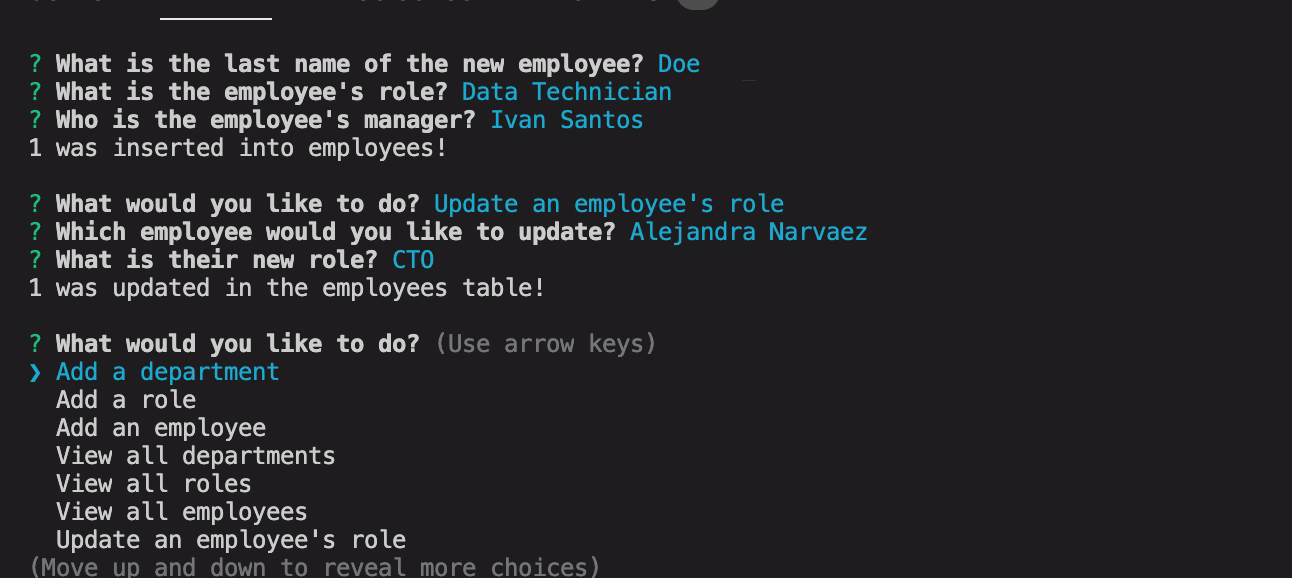 ? What is the last name of the new employee? Doe
? What is the employee's role? Data Technician
? Who is the employee's manager? Ivan Santos
1 was inserted into employees!
? What would you like to do? Update an employee's role
? Which employee would you like to update? Alejandra Narvaez
? What is their new role? CTO
1 was updated in the employees table!
? What would you like to do? (Use arrow keys)
❯ Add a department
Add a role
Add an employee
View all departments
View all roles
View all employees
Update an employee's role
(Move up and down to reveal more choices)